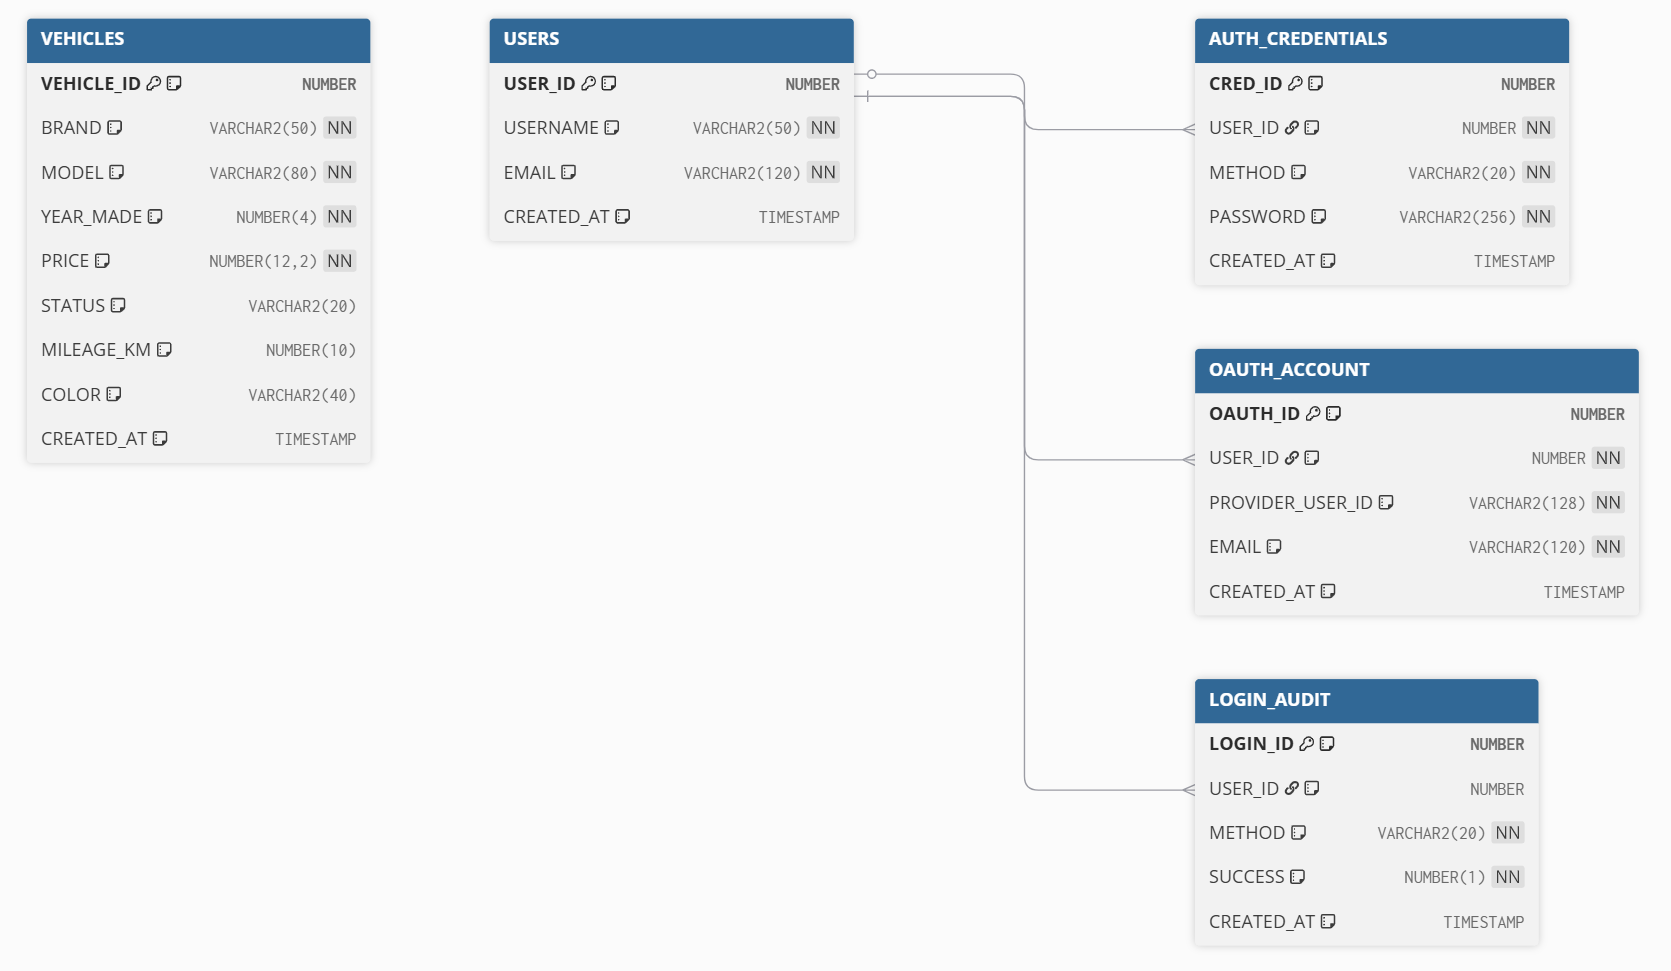 VEHICLES
VEHICLE_ID NUMBER
BRAND VARCHAR2(50) NN
MODEL VARCHAR2(80) NN
YEAR_MADE NUMBER(4) NN
PRICE NUMBER(12,2) NN
STATUS VARCHAR2(20)
MILEAGE_KM NUMBER(10)
COLOR VARCHAR2(40)
CREATED_AT TIMESTAMP
USERS
USER_ID NUMBER
USERNAME VARCHAR2(50) NN
EMAIL VARCHAR2(120) NN
CREATED_AT TIMESTAMP
AUTH_CREDENTIALS
CRED_ID NUMBER
USER_ID NUMBER NN
METHOD VARCHAR2(20) NN
PASSWORD VARCHAR2(256) NN
CREATED_AT TIMESTAMP
OAUTH_ACCOUNT
OAUTH_ID NUMBER
USER_ID NUMBER NN
PROVIDER_USER_ID VARCHAR2(128) NN
EMAIL VARCHAR2(120) NN
CREATED_AT TIMESTAMP
LOGIN_AUDIT
LOGIN_ID NUMBER
USER_ID NUMBER
METHOD VARCHAR2(20) NN
SUCCESS NUMBER(1) NN
CREATED_AT TIMESTAMP